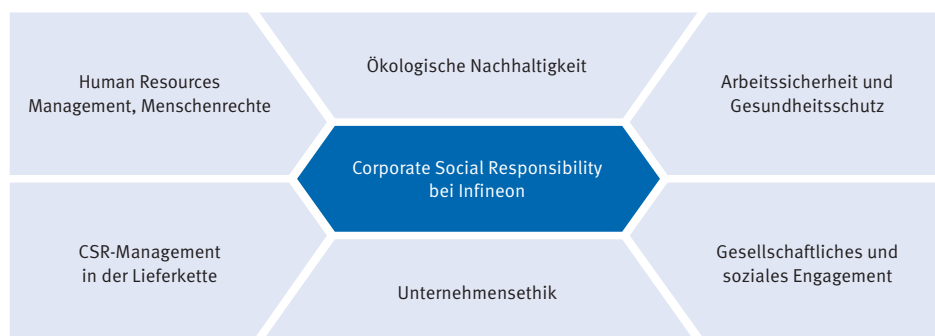 Human Resources
Management, Menschenrechte
Ökologische Nachhaltigkeit
Arbeitssicherheit und
Gesundheitsschutz
Corporate Social Responsibility
bei Infineon
CSR-Management
in der Lieferkette
Unternehmensethik
Gesellschaftliches und
soziales Engagement